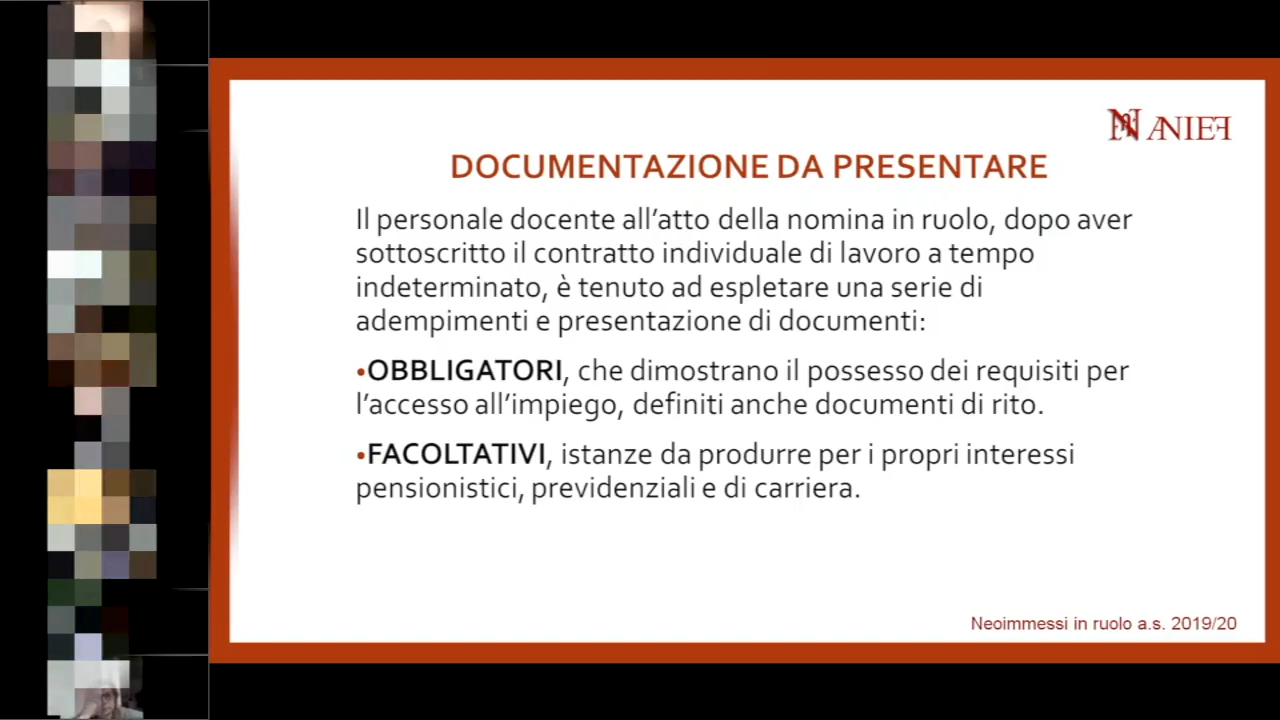 ANIEF
DOCUMENTAZIONE DA PRESENTARE
Il personale docente all’atto della nomina in ruolo, dopo aver
sottoscritto il contratto individuale di lavoro a tempo
indeterminato, è tenuto ad espletare una serie di
adempimenti e presentazione di documenti:
•OBBLIGATORI, che dimostrano il possesso dei requisiti per
l’accesso all’impiego, definiti anche documenti di rito.
•FACOLTATIVI, istanze da produrre per i propri interessi
pensionistici, previdenziali e di carriera.
Neoimmessi in ruolo a.s. 2019/20